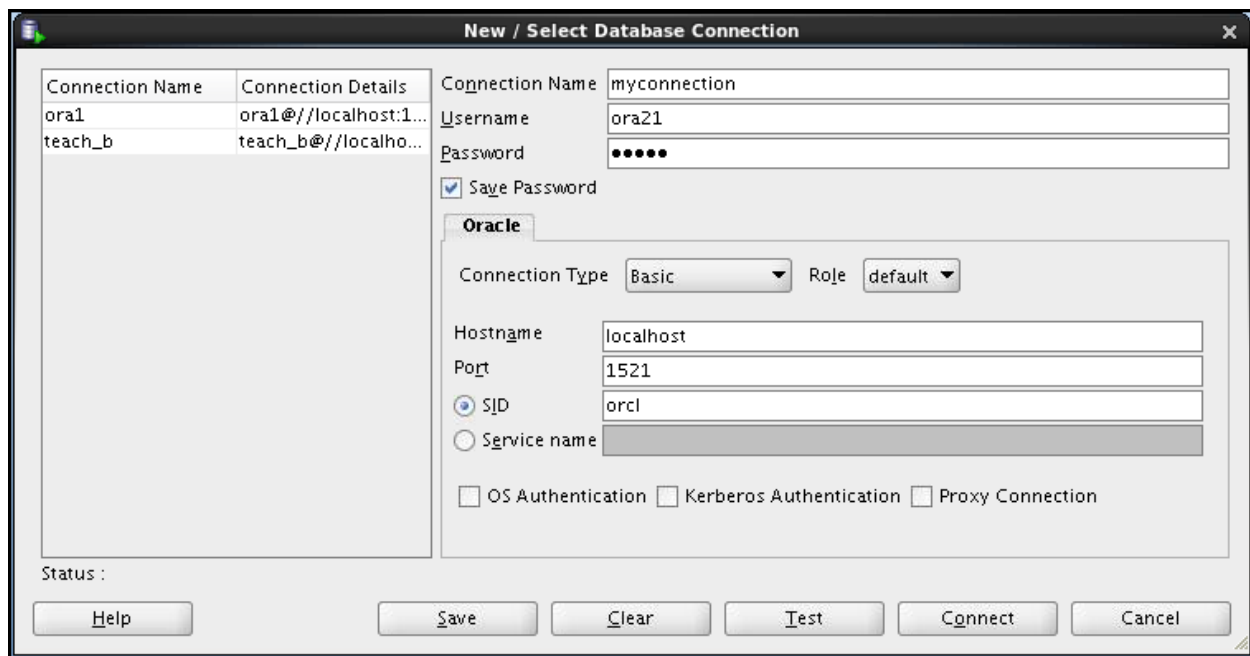 New / Select Database Connection
Connection Name Connection Details
ora1 ora1@//localhost:1...
teach_b teach_b@//localho...
Connection Name myconnection
Username ora21
Password •••••
Save Password
Oracle
Connection Type Basic Role default
Hostname localhost
Port 1521
SID orcl
Service name
OS Authentication Kerberos Authentication Proxy Connection
Status :
Help Save Clear Test Connect Cancel